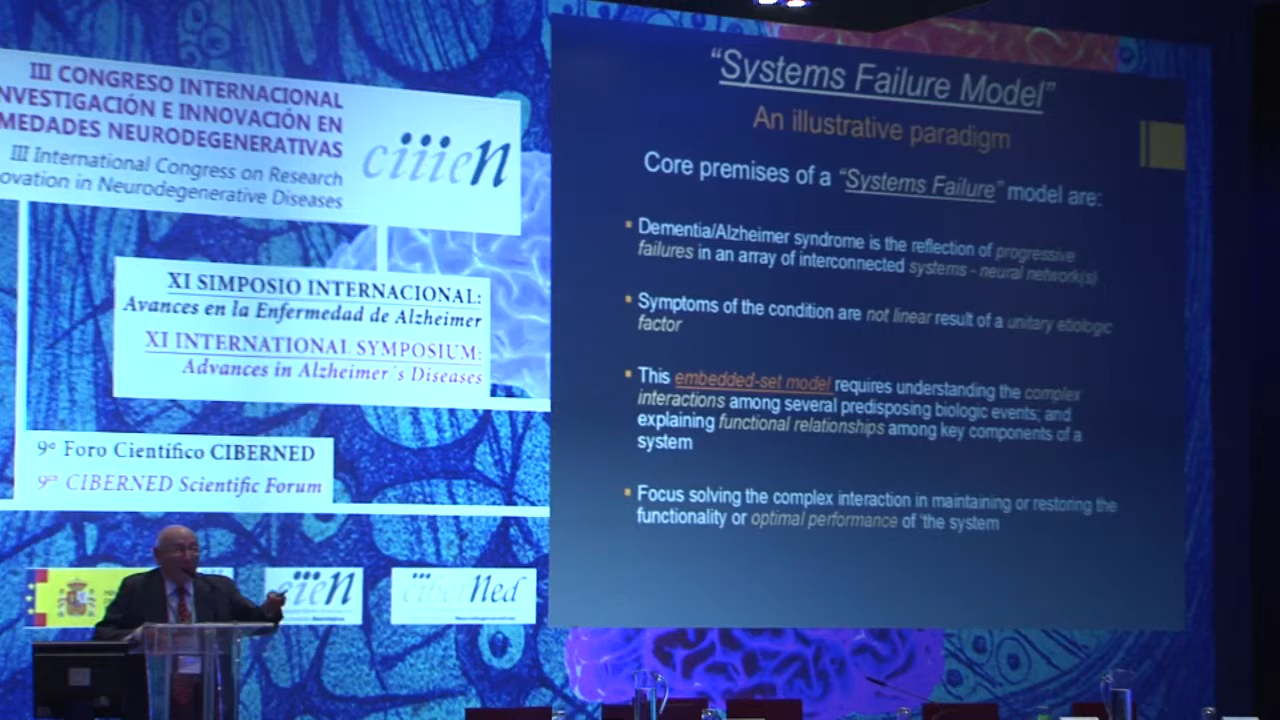 III CONGRESO INTERNACIONAL
NVESTIGACIÓN E INNOVACIÓN EN
MEDADES NEURODEGENERATIVAS
III International Congress on Research
ovation in Neurodegenerative Diseases
ciiieN
XI SIMPOSIO INTERNACIONAL:
Avances en la Enfermedad de Alzheimer
XI INTERNATIONAL SYMPOSIUM:
Advances in Alzheimer´s Diseases
9º Foro Científico CIBERNED
9th CIBERNED Scientific Forum
ciberNed
“Systems Failure Model”
An illustrative paradigm
Core premises of a “Systems Failure” model are:
Dementia/Alzheimer syndrome is the reflection of progressive
failures in an array of interconnected systems - neural network(s)
Symptoms of the condition are not linear result of a unitary etiologic
factor
This embedded-set model requires understanding the complex
interactions among several predisposing biologic events; and
explaining functional relationships among key components of a
system
Focus solving the complex interaction in maintaining or restoring the
functionality or optimal performance of 'the system